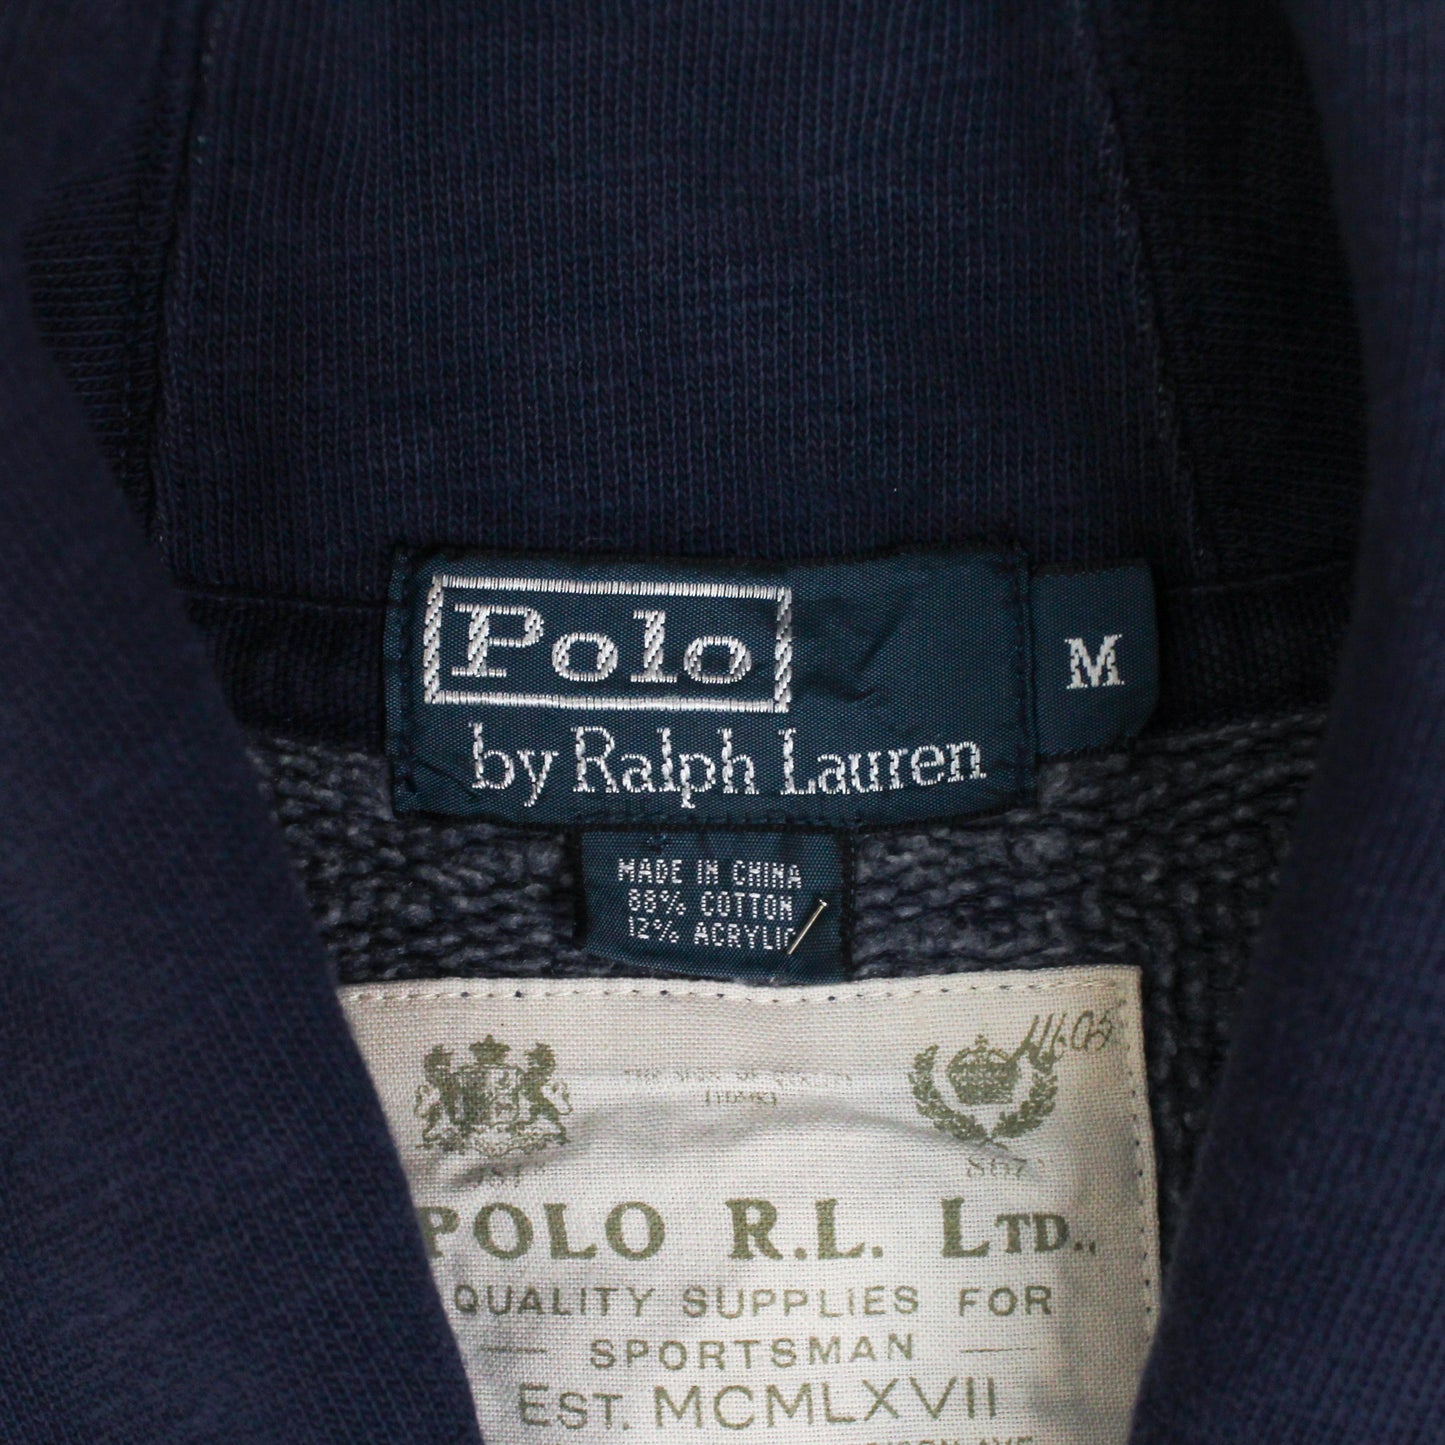 Polo
by Ralph Lauren
M
MADE IN CHINA
88% COTTON
12% ACRYLIC
867
POLO R.L. LTD.,
QUALITY SUPPLIES FOR
SPORTSMAN
EST. MCMLXVII